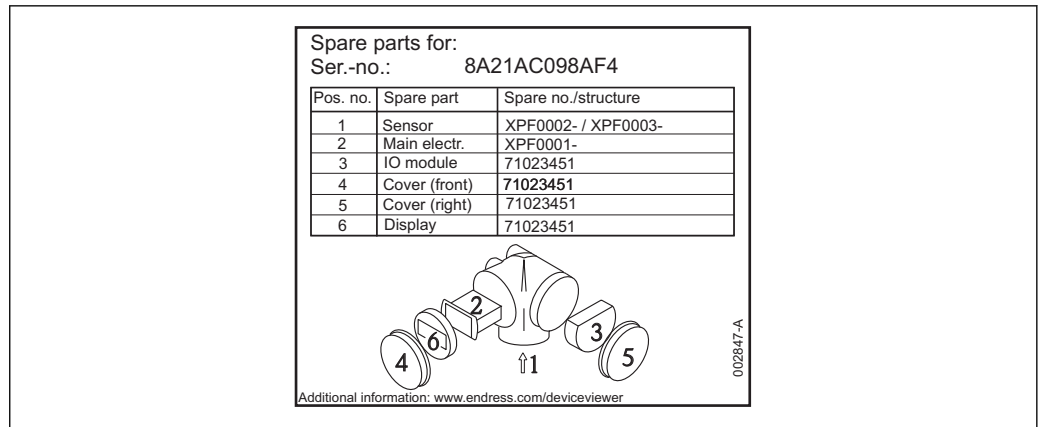 Spare parts for:
Ser.-no.: 8A21AC098AF4
Pos. no. Spare part Spare no./structure
1 Sensor XPF0002- / XPF0003-
2 Main electr. XPF0001-
3 IO module 71023451
4 Cover (front) 71023451
5 Cover (right) 71023451
6 Display 71023451
2
6
4
1
3
5
002847-A
Additional information: www.endress.com/deviceviewer